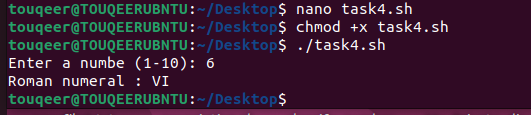 touqeer@TOUQEERUBNTU:~/Desktop$ nano task4.sh
touqeer@TOUQEERUBNTU:~/Desktop$ chmod +x task4.sh
touqeer@TOUQEERUBNTU:~/Desktop$ ./task4.sh
Enter a numbe (1-10): 6
Roman numeral : VI
touqeer@TOUQEERUBNTU:~/Desktop$